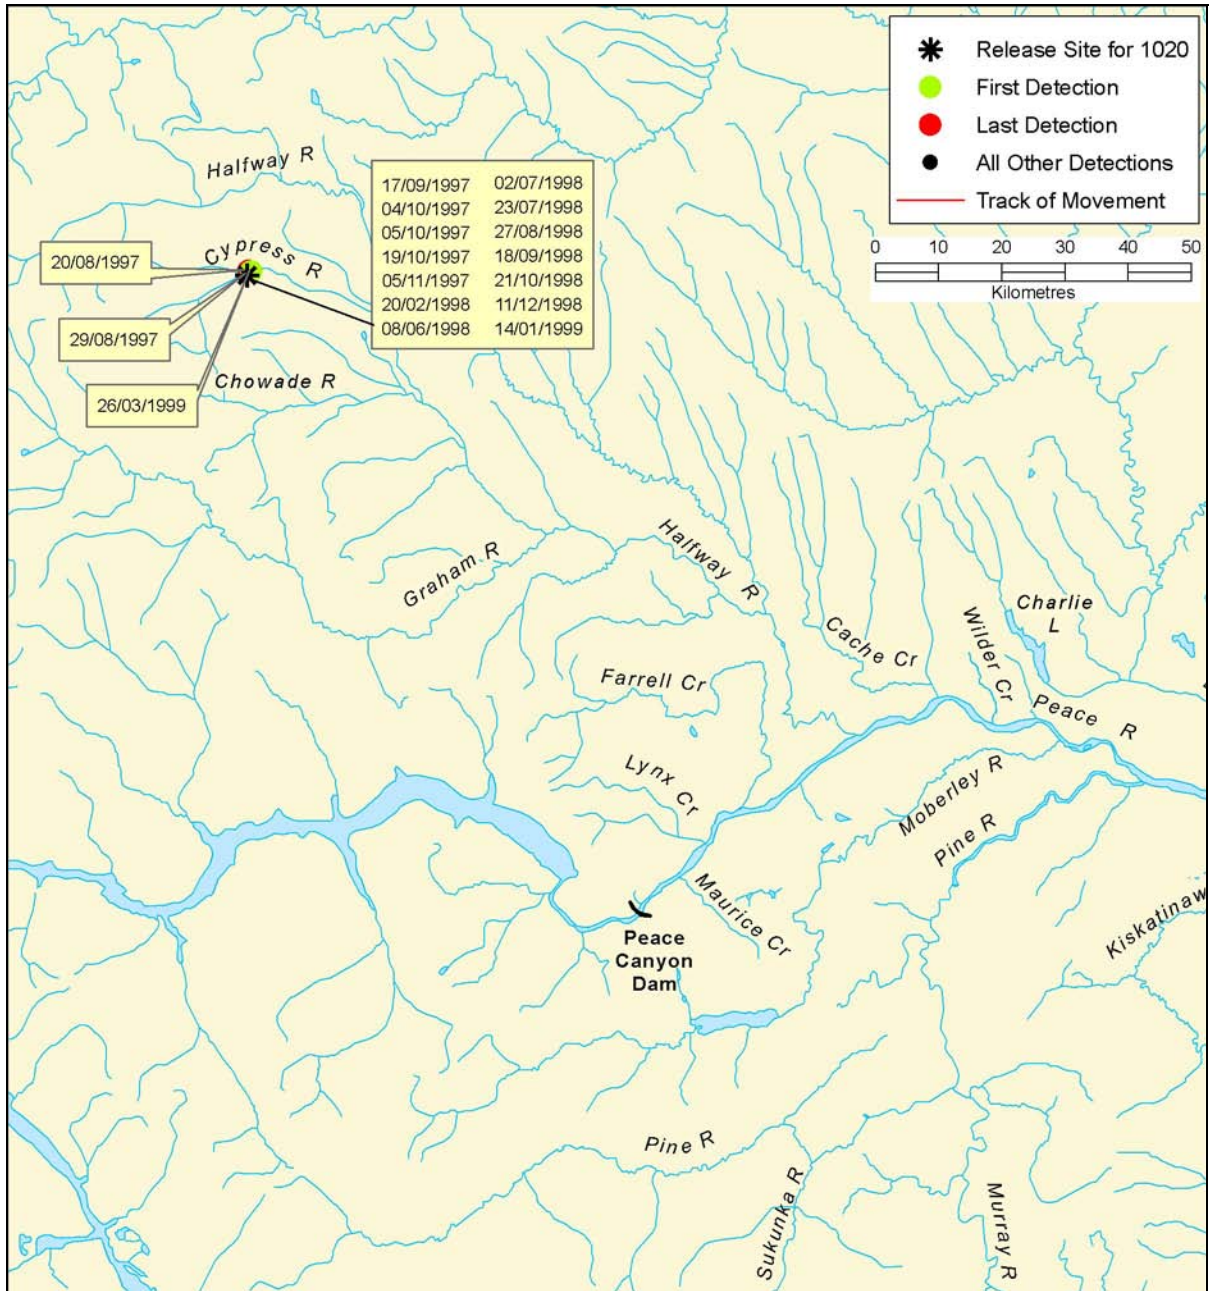 Release Site for 1020
First Detection
Last Detection
All Other Detections
Track of Movement
0 10 20 30 40 50
Kilometres
Halfway R
17/09/1997 02/07/1998
04/10/1997 23/07/1998
05/10/1997 27/08/1998
19/10/1997 18/09/1998
05/11/1997 21/10/1998
20/02/1998 11/12/1998
08/06/1998 14/01/1999
Cypress R
20/08/1997
29/08/1997
Chowade R
26/03/1999
Halfway R
Graham R
Charlie
L
Wilder Cr
Cache Cr
Farrell Cr
Peace R
Lynx Cr
Moberley R
Pine R
Maurice Cr
Kiskatinaw
Peace
Canyon
Dam
Pine R
Sukunka R
Murray R